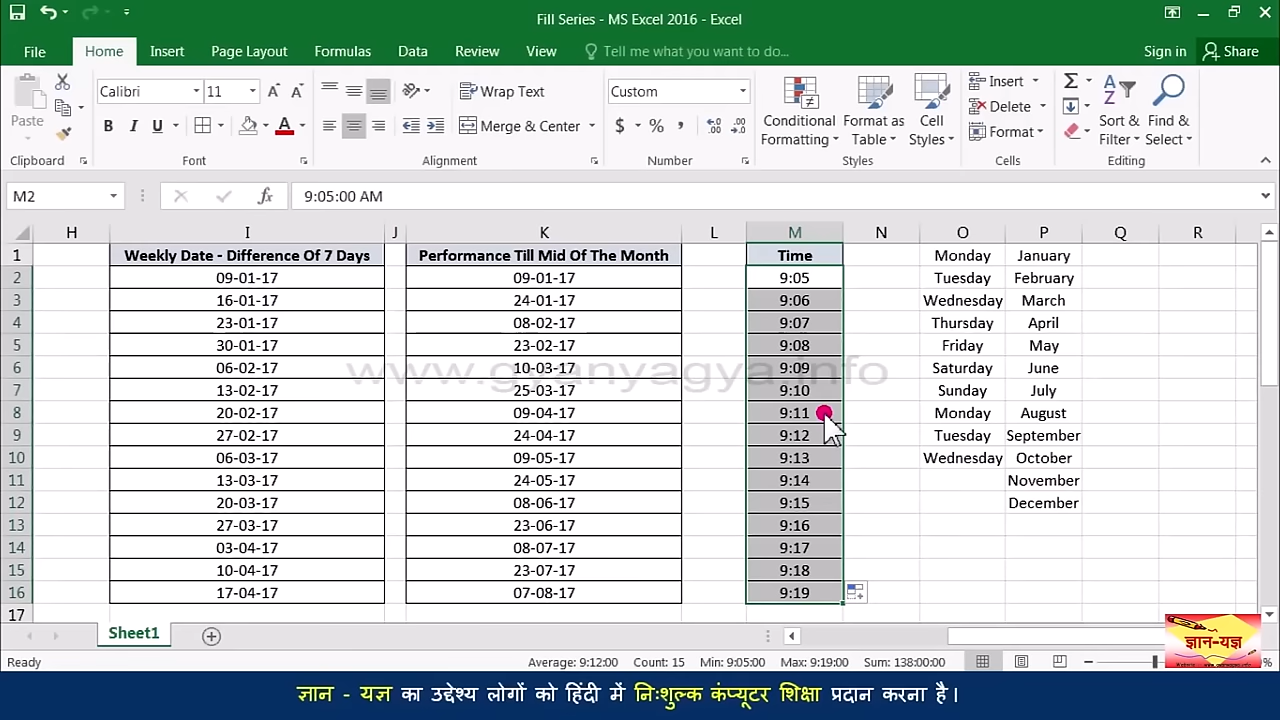 Fill Series - MS Excel 2016 - Excel
File Home Insert Page Layout Formulas Data Review View Tell me what you want to do... Sign in Share
Paste Calibri 11 Wrap Text Custom Conditional Formatting Format as Table Cell Styles Insert Sort & Filter Find & Select
B I U Merge & Center $ % , Delete
Format
Clipboard Font Alignment Number Styles Cells Editing
M2 fx 9:05:00 AM
H I J K L M N O P Q R
1 Weekly Date - Difference Of 7 Days Performance Till Mid Of The Month Time Monday January
2 09-01-17 09-01-17 9:05 Tuesday February
3 16-01-17 24-01-17 9:06 Wednesday March
4 23-01-17 08-02-17 9:07 Thursday April
5 30-01-17 23-02-17 9:08 Friday May
6 06-02-17 10-03-17 9:09 Saturday June
www.gyanyagya.info
7 13-02-17 25-03-17 9:10 Sunday July
8 20-02-17 09-04-17 9:11 Monday August
9 27-02-17 24-04-17 9:12 Tuesday September
10 06-03-17 09-05-17 9:13 Wednesday October
11 13-03-17 24-05-17 9:14 November
12 20-03-17 08-06-17 9:15 December
13 27-03-17 23-06-17 9:16
14 03-04-17 08-07-17 9:17
15 10-04-17 23-07-17 9:18
16 17-04-17 07-08-17 9:19
17
Sheet1
ज्ञान-यज्ञ
Ready Average: 9:12:00 Count: 15 Min: 9:05:00 Max: 9:19:00 Sum: 138:00:00 %
ज्ञान - यज्ञ का उद्देश्य लोगों को हिंदी में निःशुल्क कंप्यूटर शिक्षा प्रदान करना है।